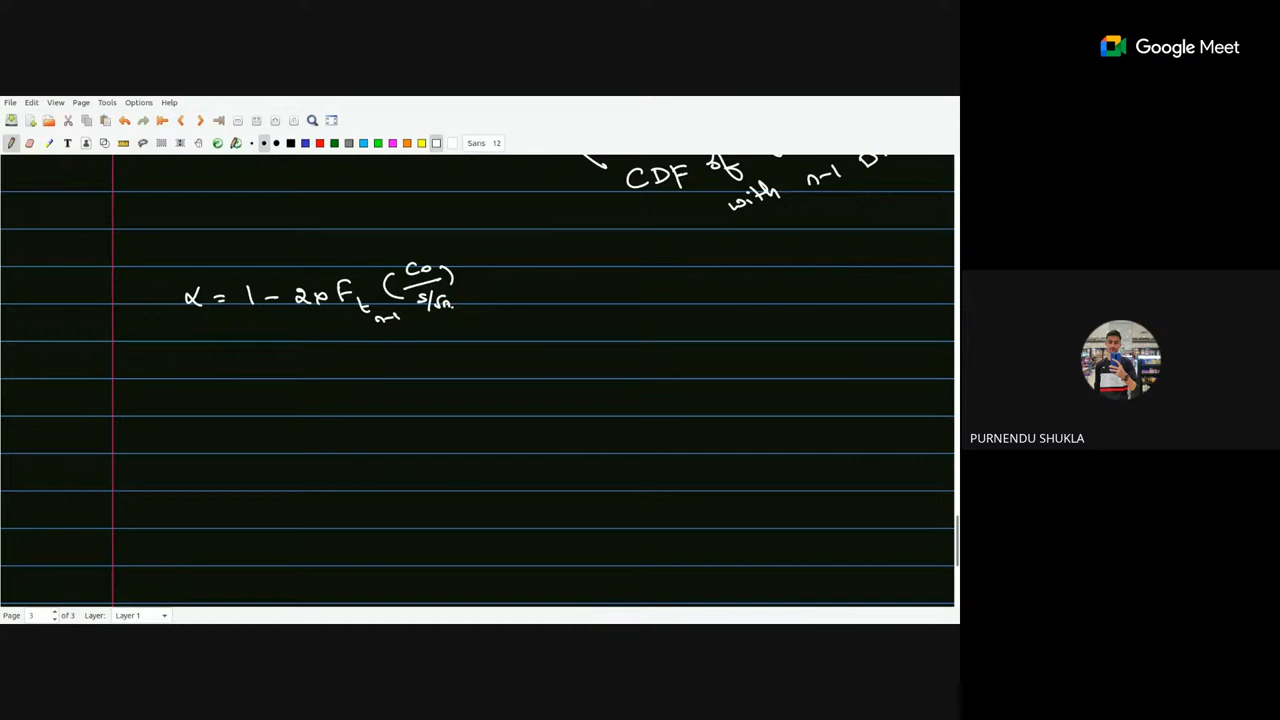 Google Meet
File Edit View Page Tools Options Help
Sans 12
CDF of
with n-1
α = 1 - 2p F_{t_{n-1}} (C₀ / s/√n)
PURNENDU SHUKLA
Page 3 of 3 Layer: Layer 1